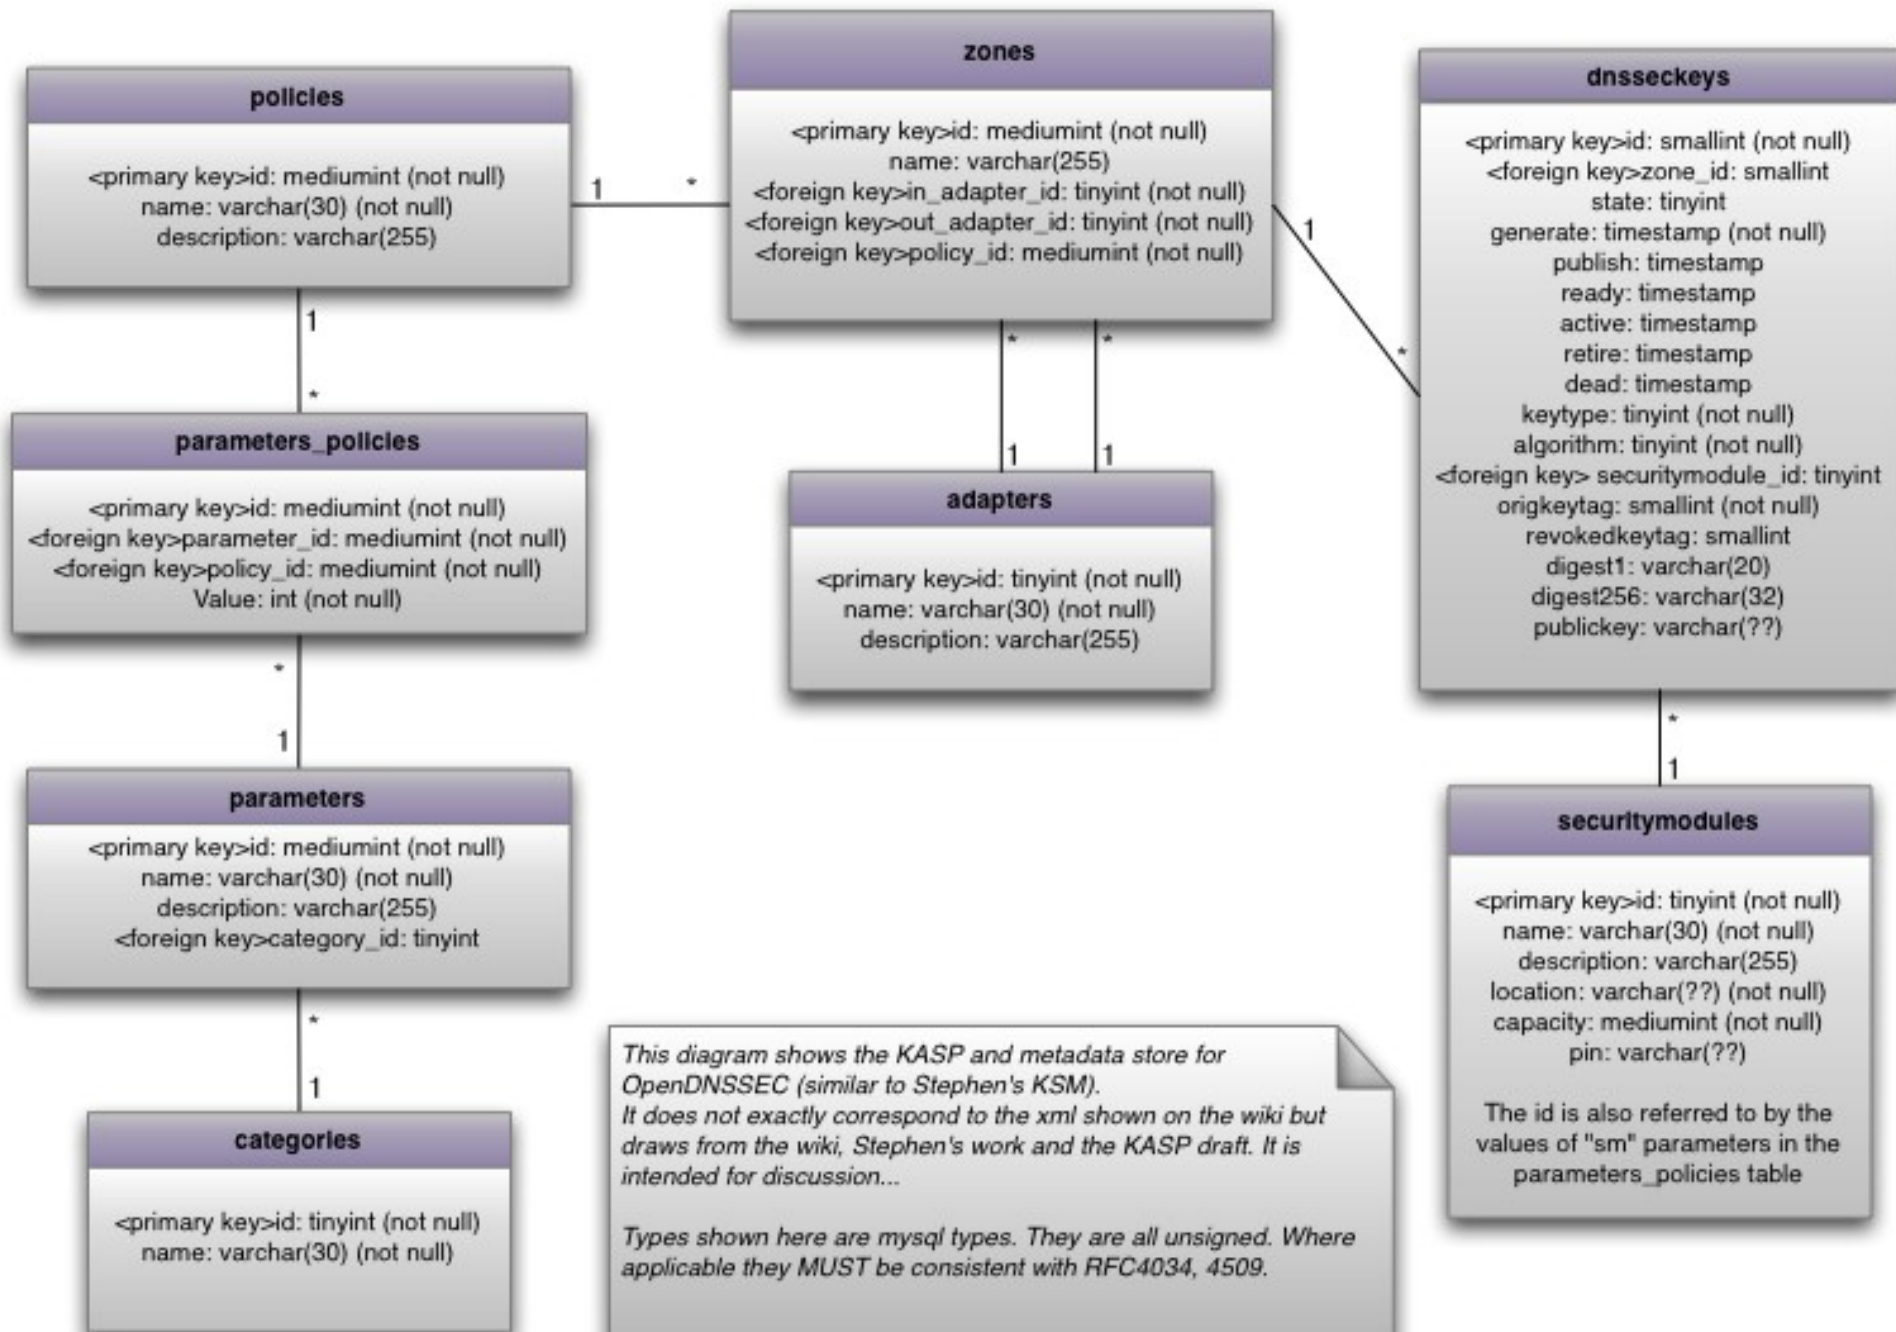 policies
<primary key>id: mediumint (not null)
name: varchar(30) (not null)
description: varchar(255)
1
*
zones
<primary key>id: mediumint (not null)
name: varchar(255)
<foreign key>in_adapter_id: tinyint (not null)
<foreign key>out_adapter_id: tinyint (not null)
<foreign key>policy_id: mediumint (not null)
1
*
dnsseckeys
<primary key>id: smallint (not null)
<foreign key>zone_id: smallint
state: tinyint
generate: timestamp (not null)
publish: timestamp
ready: timestamp
active: timestamp
retire: timestamp
dead: timestamp
keytype: tinyint (not null)
algorithm: tinyint (not null)
<foreign key> securitymodule_id: tinyint
origkeytag: smallint (not null)
revokedkeytag: smallint
digest1: varchar(20)
digest256: varchar(32)
publickey: varchar(??)
1
*
parameters_policies
<primary key>id: mediumint (not null)
<foreign key>parameter_id: mediumint (not null)
<foreign key>policy_id: mediumint (not null)
Value: int (not null)
* *
1 1
adapters
<primary key>id: tinyint (not null)
name: varchar(30) (not null)
description: varchar(255)
*
1
parameters
<primary key>id: mediumint (not null)
name: varchar(30) (not null)
description: varchar(255)
<foreign key>category_id: tinyint
*
1
securitymodules
<primary key>id: tinyint (not null)
name: varchar(30) (not null)
description: varchar(255)
location: varchar(??) (not null)
capacity: mediumint (not null)
pin: varchar(??)
The id is also referred to by the
values of "sm" parameters in the
parameters_policies table
*
1
categories
<primary key>id: tinyint (not null)
name: varchar(30) (not null)
This diagram shows the KASP and metadata store for
OpenDNSSEC (similar to Stephen's KSM).
It does not exactly correspond to the xml shown on the wiki but
draws from the wiki, Stephen's work and the KASP draft. It is
intended for discussion...
Types shown here are mysql types. They are all unsigned. Where
applicable they MUST be consistent with RFC4034, 4509.